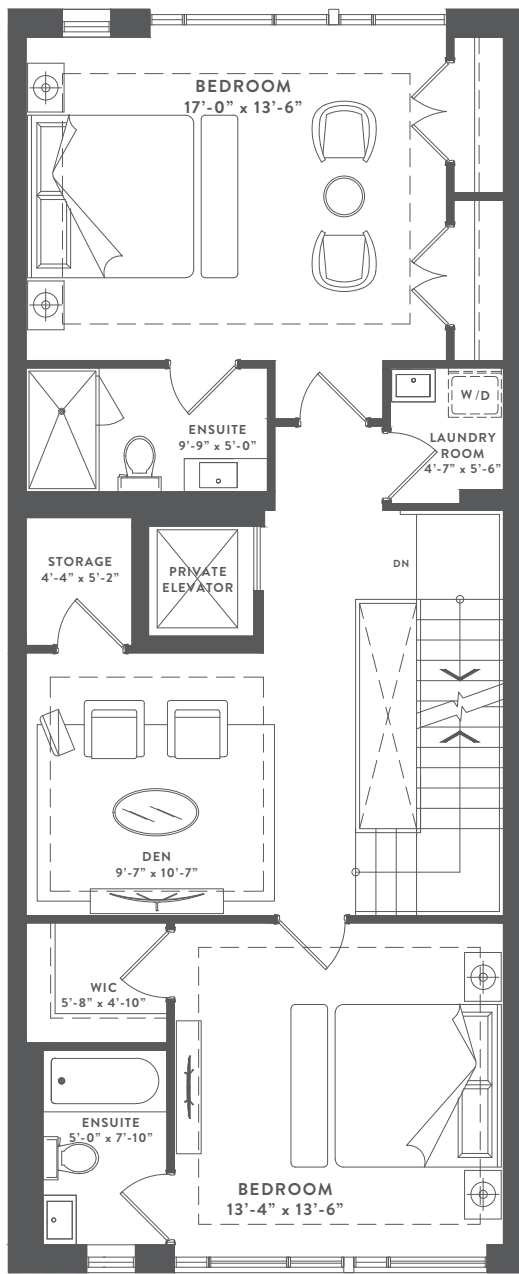 BEDROOM
17'-0" x 13'-6"
ENSUITE
9'-9" x 5'-0"
W/D
LAUNDRY
ROOM
4'-7" x 5'-6"
STORAGE
4'-4" x 5'-2"
PRIVATE
ELEVATOR
DN
DEN
9'-7" x 10'-7"
WIC
5'-8" x 4'-10"
ENSUITE
5'-0" x 7'-10"
BEDROOM
13'-4" x 13'-6"